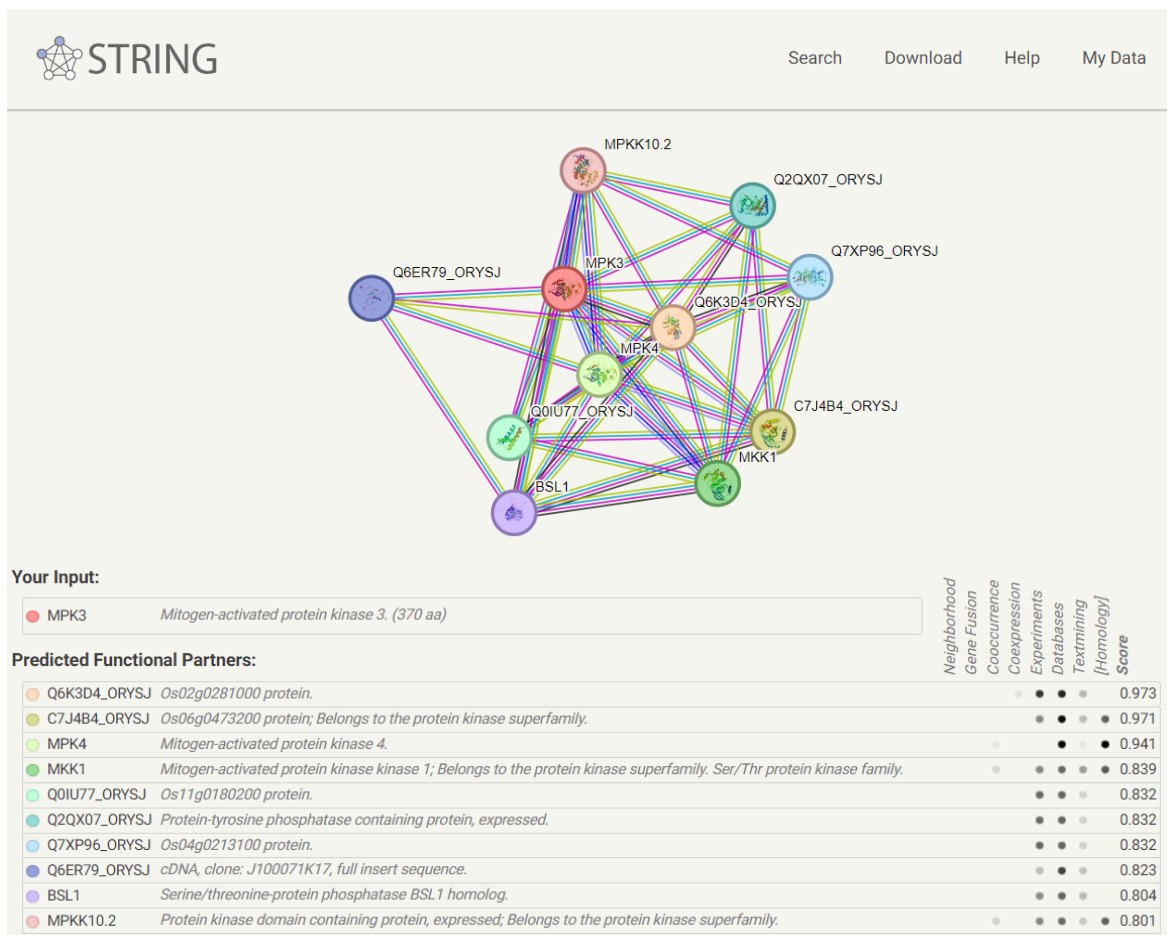 STRING
Search Download Help My Data
MPKK10.2
Q2QX07_ORYSJ
Q7XP96_ORYSJ
MPK3
Q6ER79_ORYSJ
Q6K3D4_ORYSJ
MPK4
C7J4B4_ORYSJ
Q0IU77_ORYSJ
MKK1
BSL1
Your Input:
Neighborhood
Gene Fusion
Cooccurrence
Coexpression
Experiments
Databases
Textmining
[Homology]
Score
MPK3 Mitogen-activated protein kinase 3. (370 aa)
Predicted Functional Partners:
Q6K3D4_ORYSJ Os02g0281000 protein. 0.973
C7J4B4_ORYSJ Os06g0473200 protein; Belongs to the protein kinase superfamily. 0.971
MPK4 Mitogen-activated protein kinase 4. 0.941
MKK1 Mitogen-activated protein kinase kinase 1; Belongs to the protein kinase superfamily. Ser/Thr protein kinase family. 0.839
Q0IU77_ORYSJ Os11g0180200 protein. 0.832
Q2QX07_ORYSJ Protein-tyrosine phosphatase containing protein, expressed. 0.832
Q7XP96_ORYSJ Os04g0213100 protein. 0.832
Q6ER79_ORYSJ cDNA, clone: J100071K17, full insert sequence. 0.823
BSL1 Serine/threonine-protein phosphatase BSL1 homolog. 0.804
MPKK10.2 Protein kinase domain containing protein, expressed; Belongs to the protein kinase superfamily. 0.801